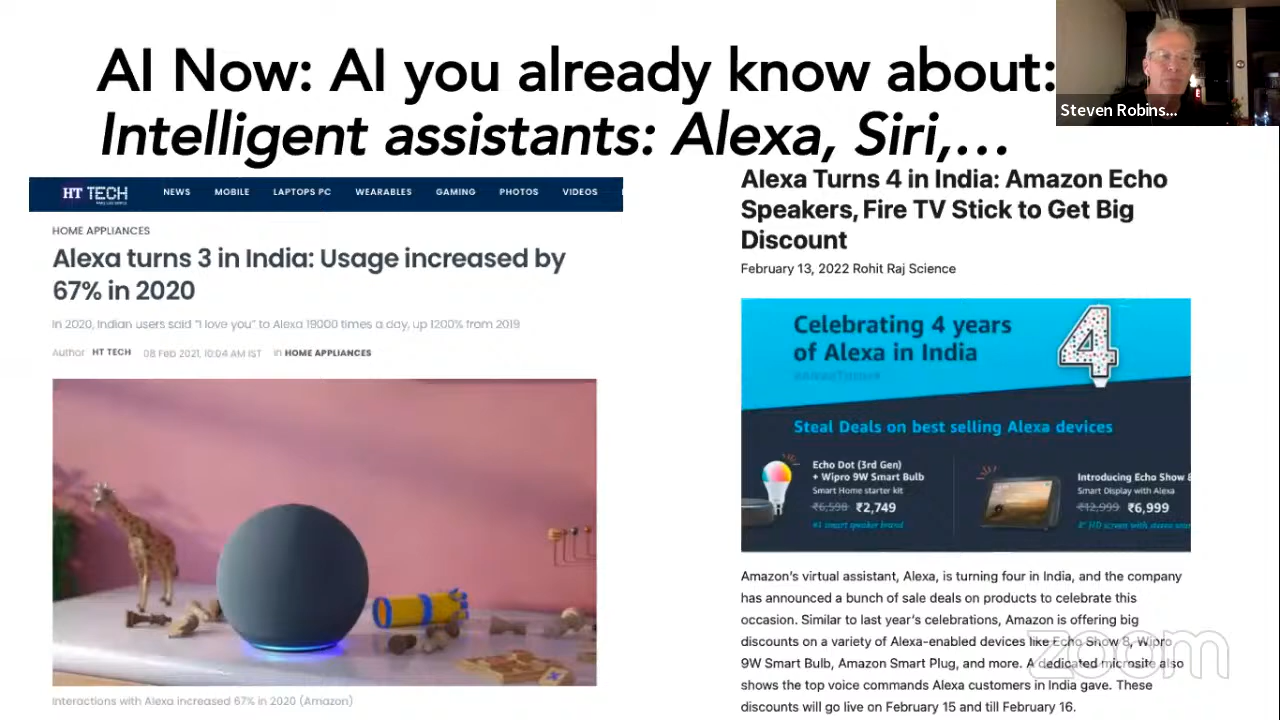 AI Now: AI you already know about:
Intelligent assistants: Alexa, Siri,...
Steven Robins...
HT TECH
NEWS MOBILE LAPTOPS PC WEARABLES GAMING PHOTOS VIDEOS
HOME APPLIANCES
Alexa turns 3 in India: Usage increased by
67% in 2020
In 2020, Indian users said "I love you" to Alexa 19000 times a day, up 1200% from 2019
Author HT TECH 08 Feb 2021, 10:04 AM IST in HOME APPLIANCES
Interactions with Alexa increased 67% in 2020 (Amazon)
Alexa Turns 4 in India: Amazon Echo
Speakers, Fire TV Stick to Get Big
Discount
February 13, 2022 Rohit Raj Science
Celebrating 4 years
of Alexa in India
4
Steal Deals on best selling Alexa devices
Echo Dot (3rd Gen)
+ Wipro 9W Smart Bulb
Smart Home starter kit
₹6,598 ₹2,749
#1 smart speaker brand
Introducing Echo Show 8
Smart Display with Alexa
₹12,999 ₹6,999
8" HD screen with stereo
Amazon's virtual assistant, Alexa, is turning four in India, and the company
has announced a bunch of sale deals on products to celebrate this
occasion. Similar to last year's celebrations, Amazon is offering big
discounts on a variety of Alexa-enabled devices like Echo Show 8, Wipro
9W Smart Bulb, Amazon Smart Plug, and more. A dedicated microsite also
shows the top voice commands Alexa customers in India gave. These
discounts will go live on February 15 and till February 16.
zoom